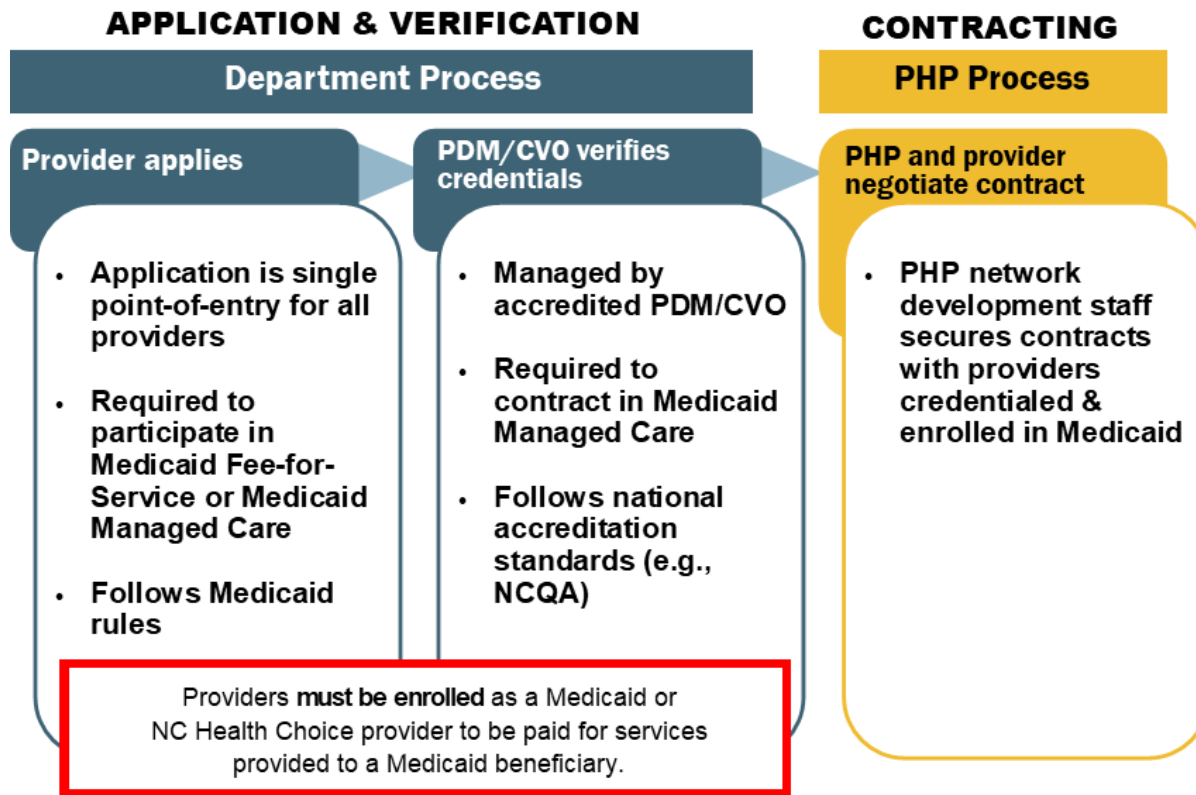 APPLICATION & VERIFICATION
Department Process
Provider applies
• Application is single
point-of-entry for all
providers
• Required to
participate in
Medicaid Fee-for-
Service or Medicaid
Managed Care
• Follows Medicaid
rules
PDM/CVO verifies
credentials
• Managed by
accredited PDM/CVO
• Required to
contract in Medicaid
Managed Care
• Follows national
accreditation
standards (e.g.,
NCQA)
Providers must be enrolled as a Medicaid or
NC Health Choice provider to be paid for services
provided to a Medicaid beneficiary.
CONTRACTING
PHP Process
PHP and provider
negotiate contract
• PHP network
development staff
secures contracts
with providers
credentialed &
enrolled in Medicaid